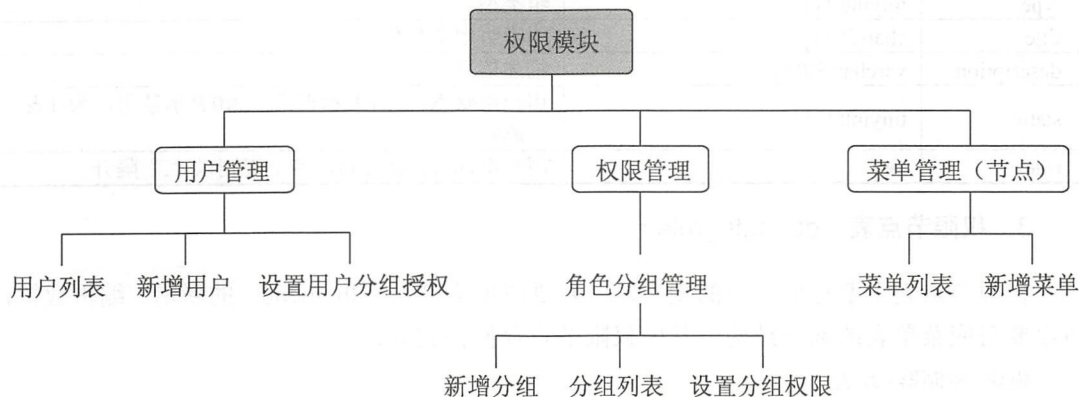 权限模块
用户管理
权限管理
菜单管理（节点）
用户列表
新增用户
设置用户分组授权
角色分组管理
菜单列表
新增菜单
新增分组
分组列表
设置分组权限